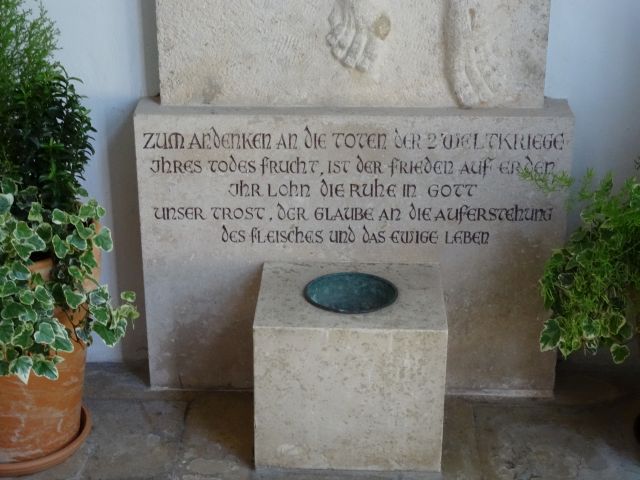 ZUM ANDENKEN AN DIE TOTEN DER 2 WELTKRIEGE
IHRES TODES FRUCHT, IST DER FRIEDEN AUF ERDEN
IHR LOHN DIE RUHE IN GOTT
UNSER TROST, DER GLAUBE AN DIE AUFERSTEHUNG
DES FLEISCHES UND DAS EWIGE LEBEN